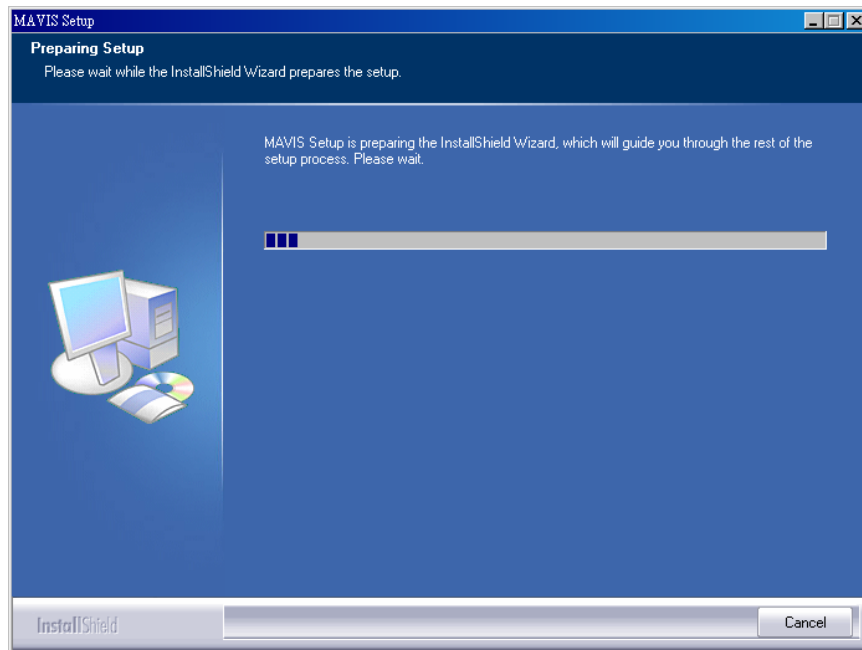 MAVIS Setup
Preparing Setup
Please wait while the InstallShield Wizard prepares the setup.
MAVIS Setup is preparing the InstallShield Wizard, which will guide you through the rest of the
setup process. Please wait.
InstallShield
Cancel